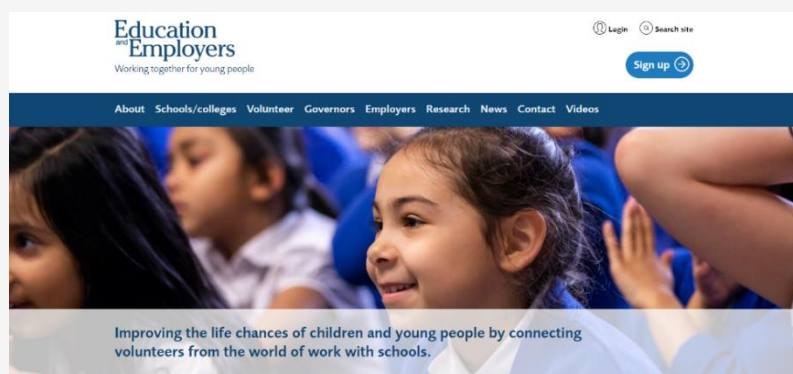 Education
and Employers
Working together for young people
Login Search site
Sign up
About Schools/colleges Volunteer Governors Employers Research News Contact Videos
Improving the life chances of children and young people by connecting
volunteers from the world of work with schools.